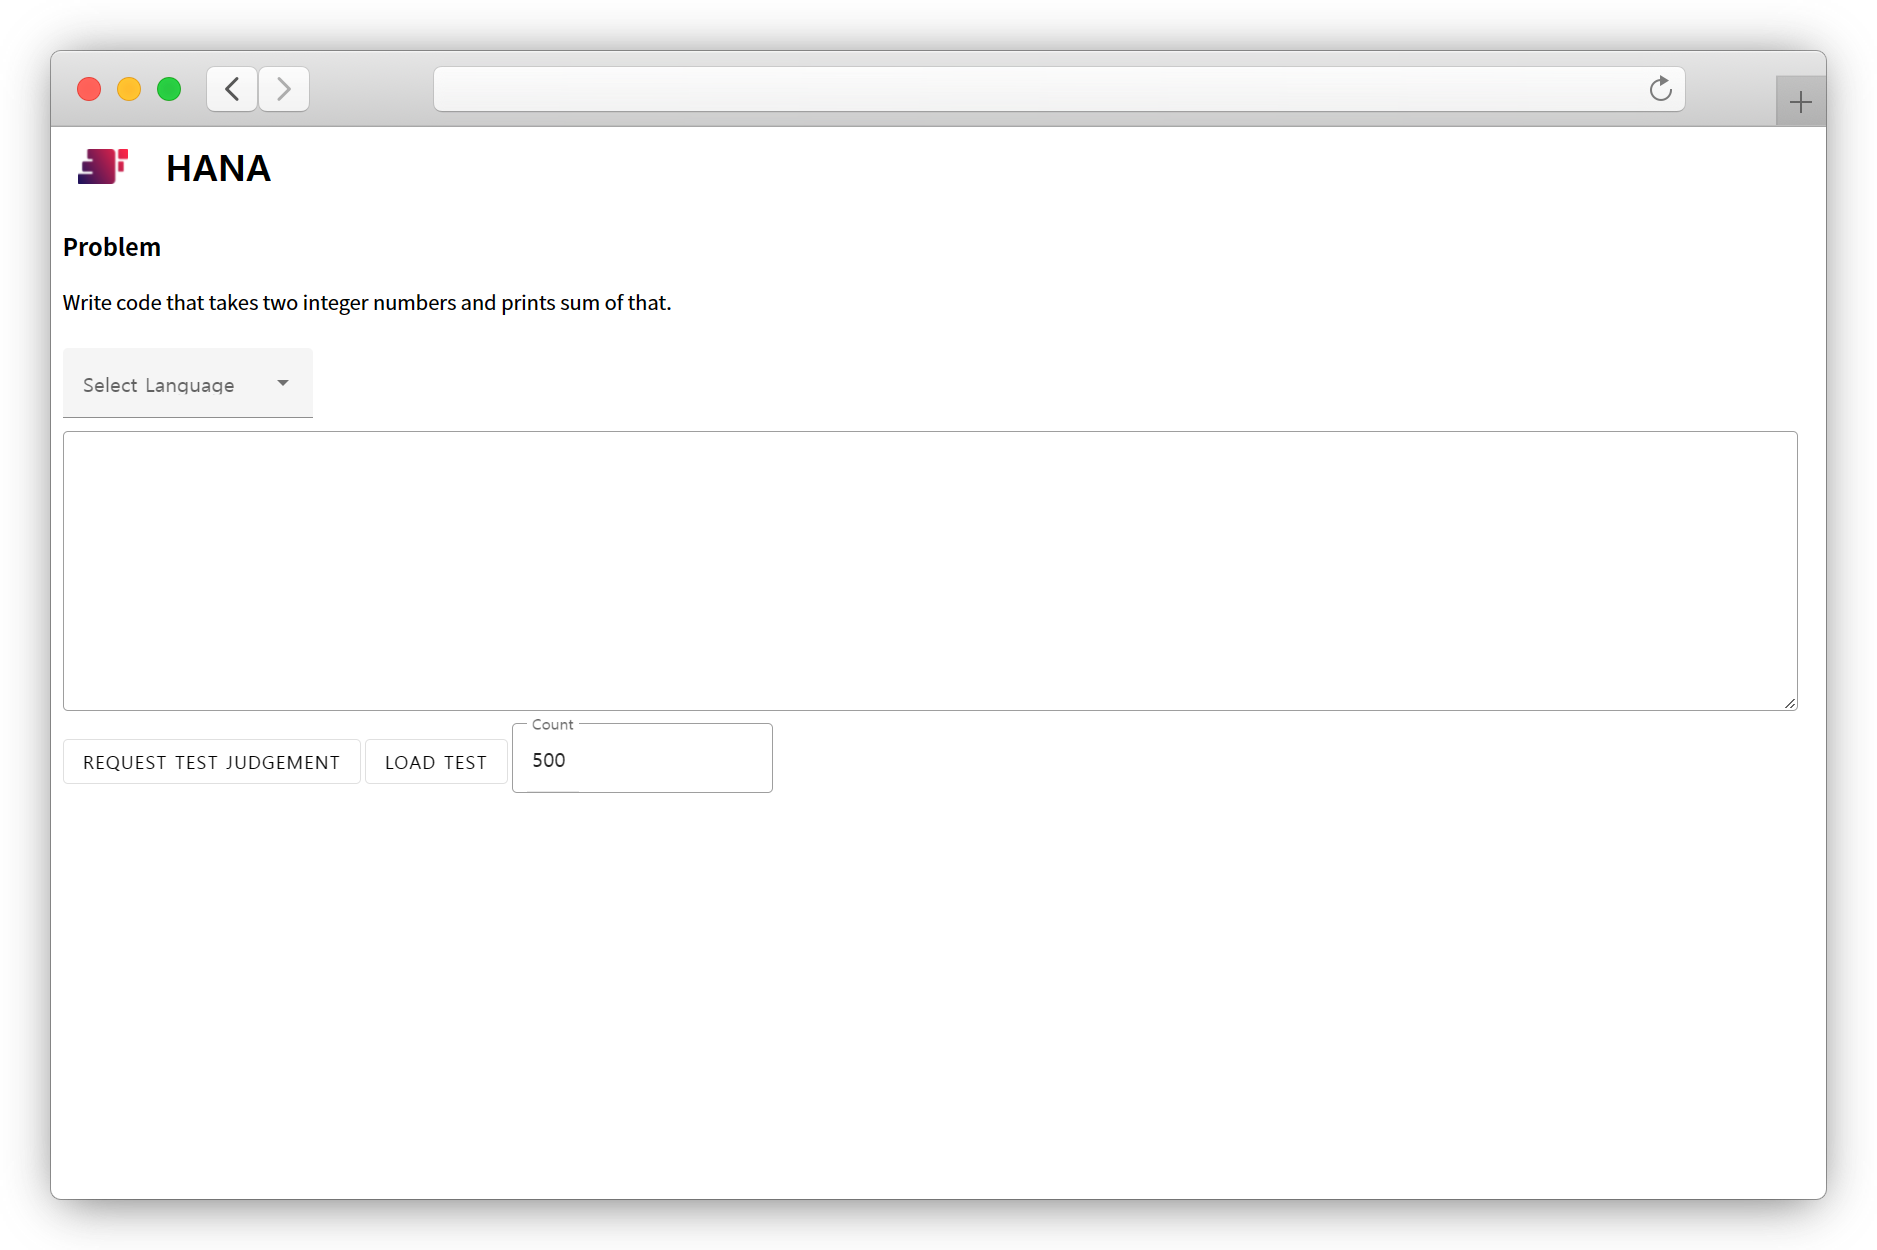 HANA
Problem
Write code that takes two integer numbers and prints sum of that.
Select Language
Count
REQUEST TEST JUDGEMENT LOAD TEST 500